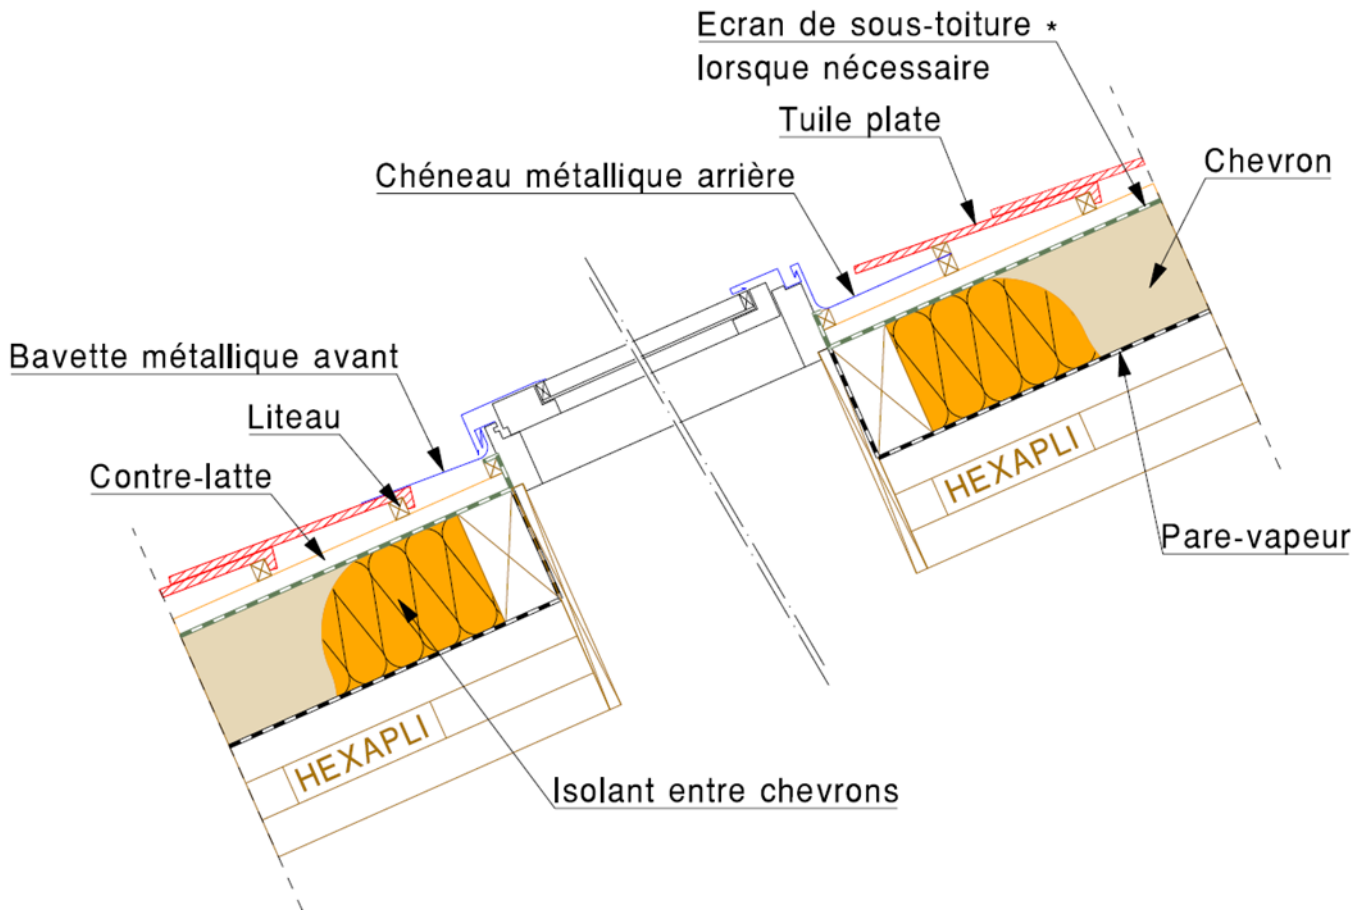 Ecran de sous-toiture *
lorsque nécessaire
Tuile plate
Chevron
Chéneau métallique arrière
Bavette métallique avant
Liteau
Contre-latte
HEXAPLI
Pare-vapeur
HEXAPLI
Isolant entre chevrons